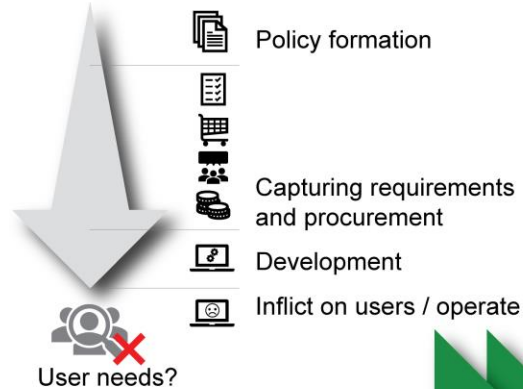 Policy formation
Capturing requirements
and procurement
Development
Inflict on users / operate
User needs?